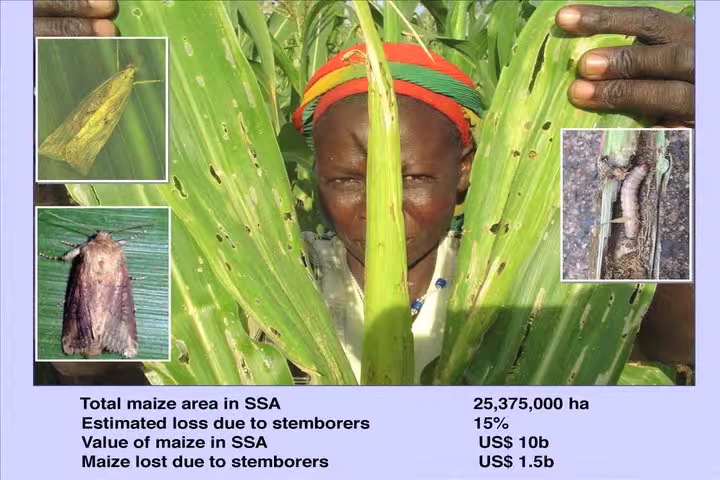 Total maize area in SSA 25,375,000 ha
Estimated loss due to stemborers 15%
Value of maize in SSA US$ 10b
Maize lost due to stemborers US$ 1.5b